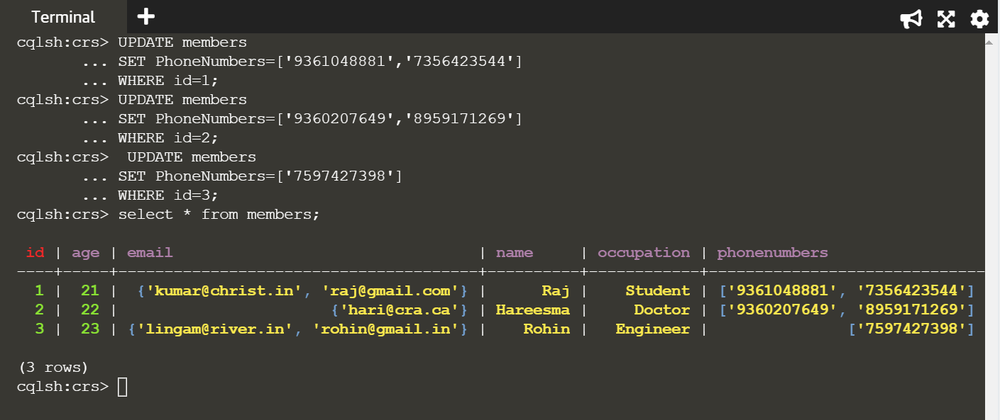 Terminal
cqlsh:crs> UPDATE members
       ... SET PhoneNumbers=['9361048881','7356423544']
       ... WHERE id=1;
cqlsh:crs> UPDATE members
       ... SET PhoneNumbers=['9360207649','8959171269']
       ... WHERE id=2;
cqlsh:crs>  UPDATE members
       ... SET PhoneNumbers=['7597427398']
       ... WHERE id=3;
cqlsh:crs> select * from members;
 id | age | email                                 | name     | occupation | phonenumbers
----+-----+---------------------------------------+----------+------------+------------------------------
  1 |  21 |  {'kumar@christ.in', 'raj@gmail.com'} |      Raj |    Student | ['9361048881', '7356423544']
  2 |  22 |                      {'hari@cra.ca'} | Hareesma |     Doctor | ['9360207649', '8959171269']
  3 |  23 | {'lingam@river.in', 'rohin@gmail.in'} |    Rohin |   Engineer |               ['7597427398']
(3 rows)
cqlsh:crs>